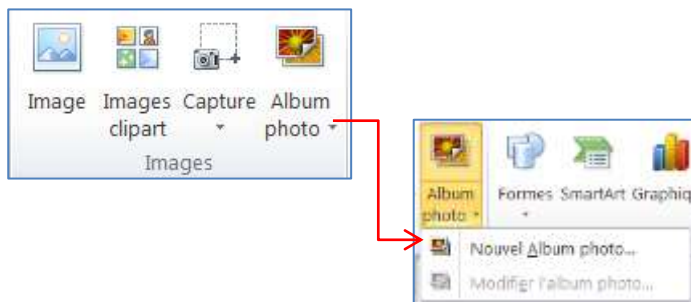 Image Images Capture Album
clipart photo
Images
Album Formes SmartArt Graphiq
photo
Nouvel Album photo...
Modifier l'album photo...